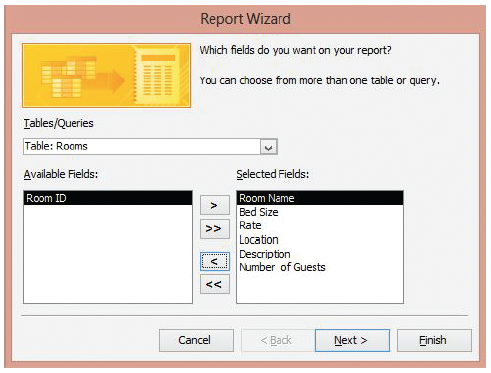 Report Wizard
Which fields do you want on your report?
You can choose from more than one table or query.
Tables/Queries
Table: Rooms
Available Fields:
Selected Fields:
Room ID
>
>>
<
<<
Room Name
Bed Size
Rate
Location
Description
Number of Guests
Cancel
< Back
Next >
Finish